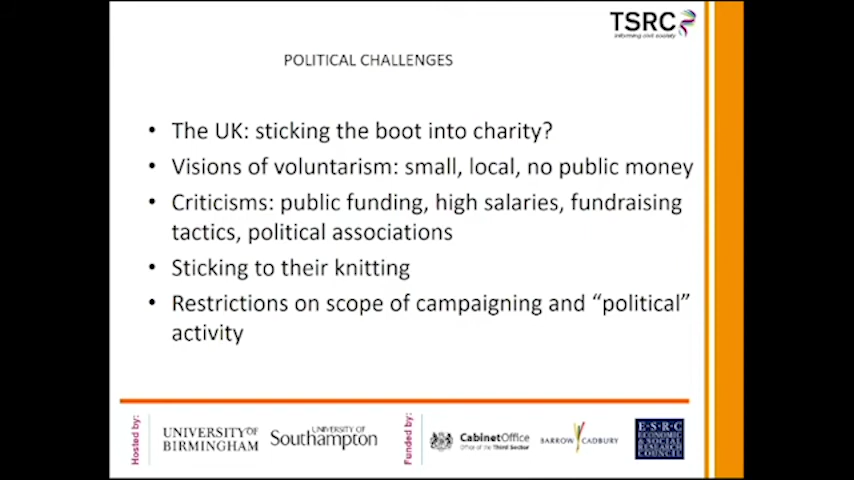 TSRC
informing civil society
POLITICAL CHALLENGES
• The UK: sticking the boot into charity?
• Visions of voluntarism: small, local, no public money
• Criticisms: public funding, high salaries, fundraising
tactics, political associations
• Sticking to their knitting
• Restrictions on scope of campaigning and “political”
activity
Hosted by:
UNIVERSITY OF
BIRMINGHAM
UNIVERSITY OF
Southampton
Funded by:
CabinetOffice
Office of the Third Sector
BARROW CADBURY
E·S·R·C
ECONOMIC
& SOCIAL
RESEARCH
COUNCIL